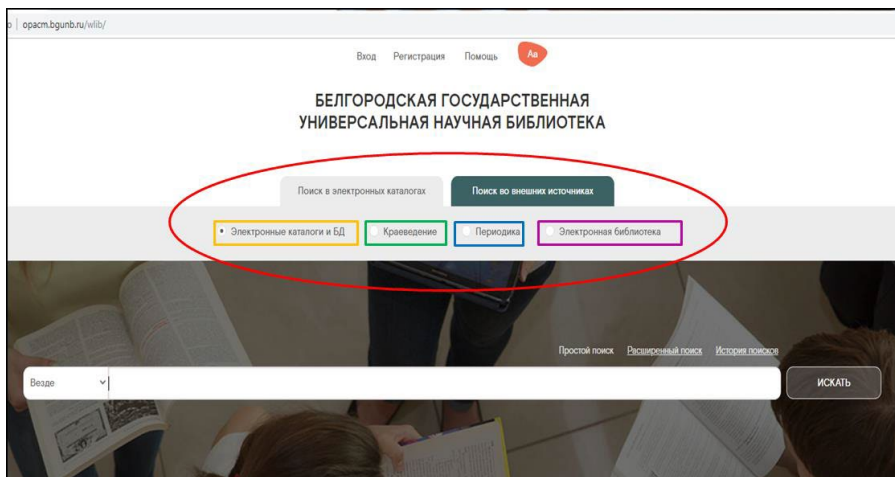 opacm.bgunb.ru/wlib/
Вход Регистрация Помощь Аа
БЕЛГОРОДСКАЯ ГОСУДАРСТВЕННАЯ
УНИВЕРСАЛЬНАЯ НАУЧНАЯ БИБЛИОТЕКА
Поиск в электронных каталогах Поиск во внешних источниках
Электронные каталоги и БД Краеведение Периодика Электронная библиотека
Простой поиск Расширенный поиск История поисков
Везде ИСКАТЬ